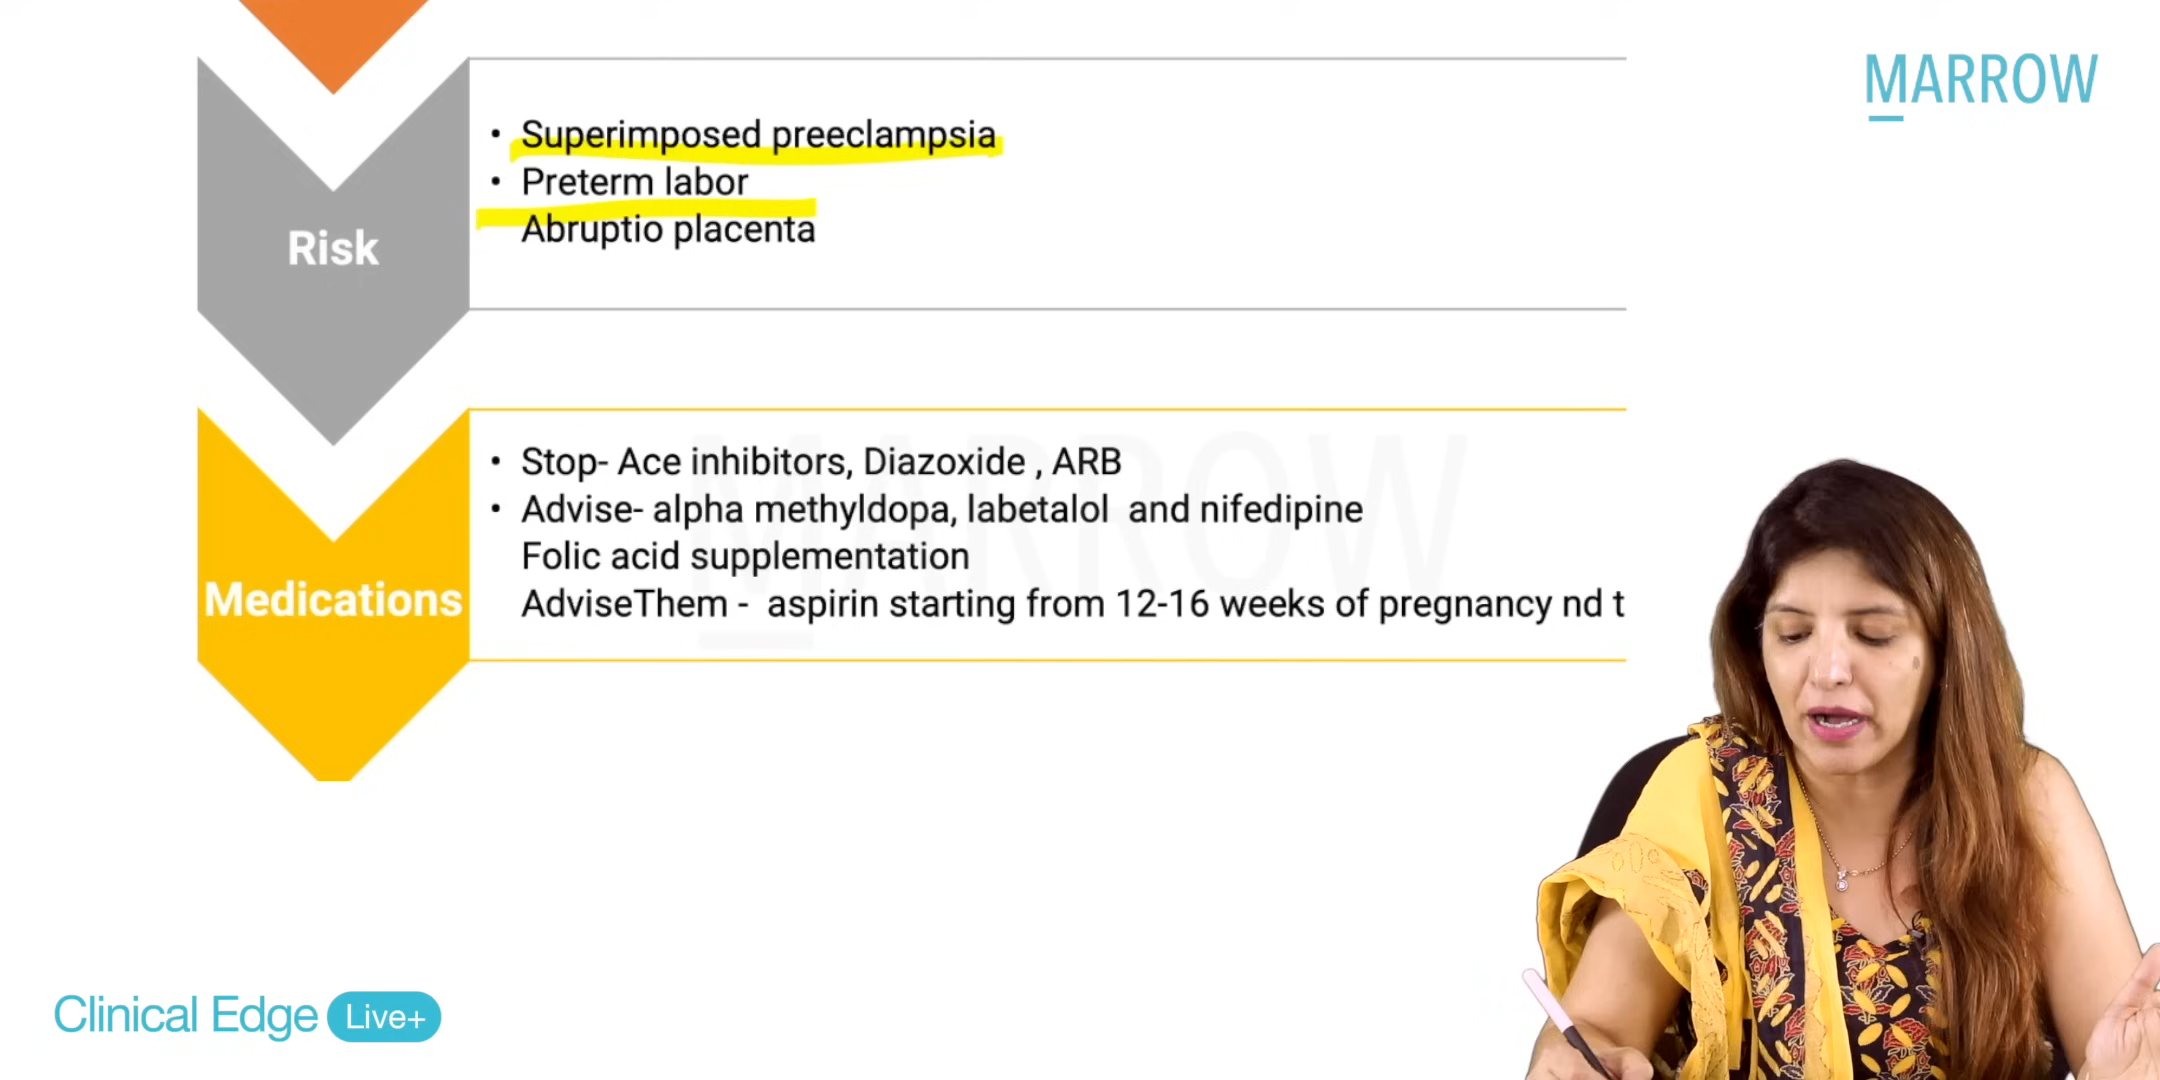 MARROW
• Superimposed preeclampsia
• Preterm labor
Abruptio placenta
Risk
• Stop- Ace inhibitors, Diazoxide , ARB
• Advise- alpha methyldopa, labetalol and nifedipine
Folic acid supplementation
AdviseThem - aspirin starting from 12-16 weeks of pregnancy nd t
Medications
MARROW
Clinical Edge Live+